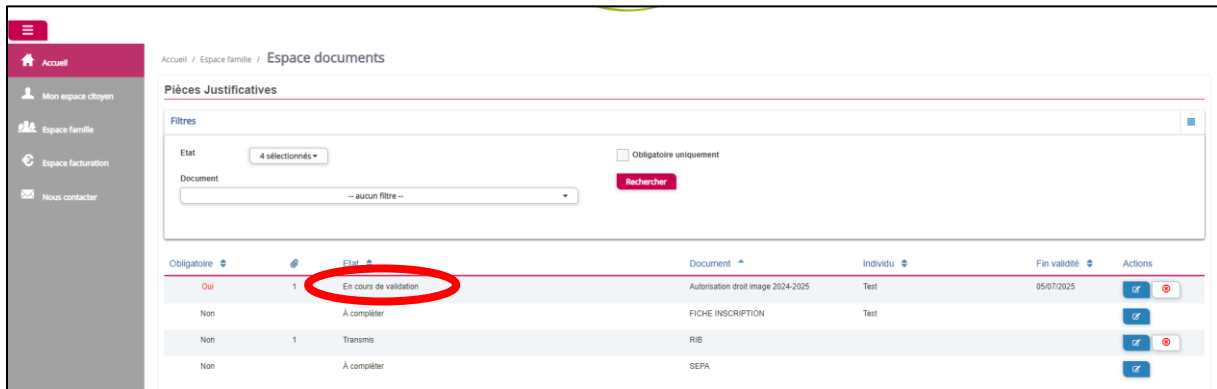 Accueil
Mon espace citoyen
Espace famille
Espace facturation
Nous contacter
Accueil / Espace famille / Espace documents
Pièces Justificatives
Filtres
Etat
4 sélectionnés
Obligatoire uniquement
Document
-- aucun filtre --
Rechercher
Obligatoire Etat Document Individu Fin validité Actions
Oui 1 En cours de validation Autorisation droit image 2024-2025 Test 05/07/2025
Non À compléter FICHE INSCRIPTION Test
Non 1 Transmis RIB
Non À compléter SEPA